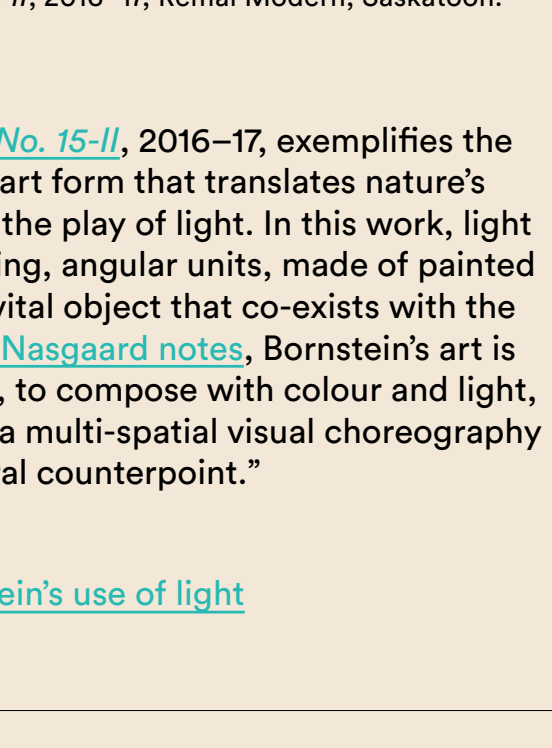 II, 2016–17, Remai Modern, Saskatoon.
No. 15-II, 2016–17, exemplifies the
art form that translates nature’s
the play of light. In this work, light
ing, angular units, made of painted
vital object that co-exists with the
Nasgaard notes, Bornstein’s art is
, to compose with colour and light,
a multi-spatial visual choreography
al counterpoint.”
ein’s use of light